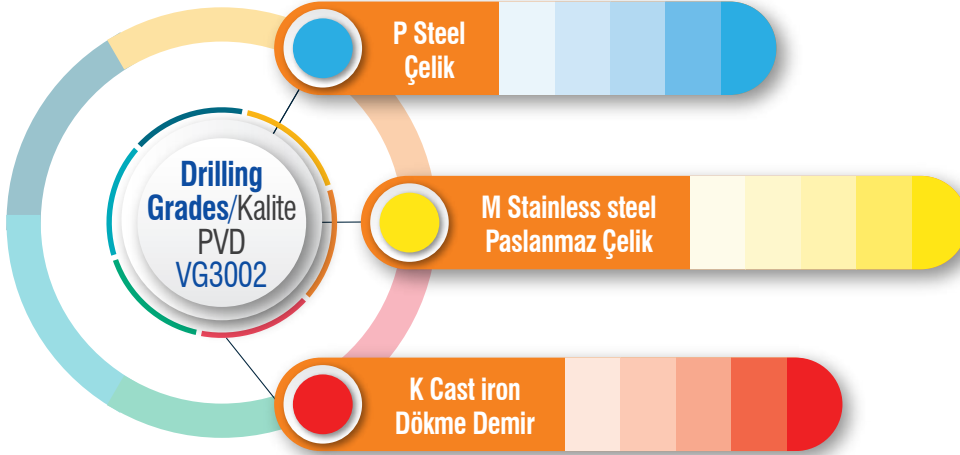 P Steel
Çelik
Drilling
Grades/Kalite
PVD
VG3002
M Stainless steel
Paslanmaz Çelik
K Cast iron
Dökme Demir